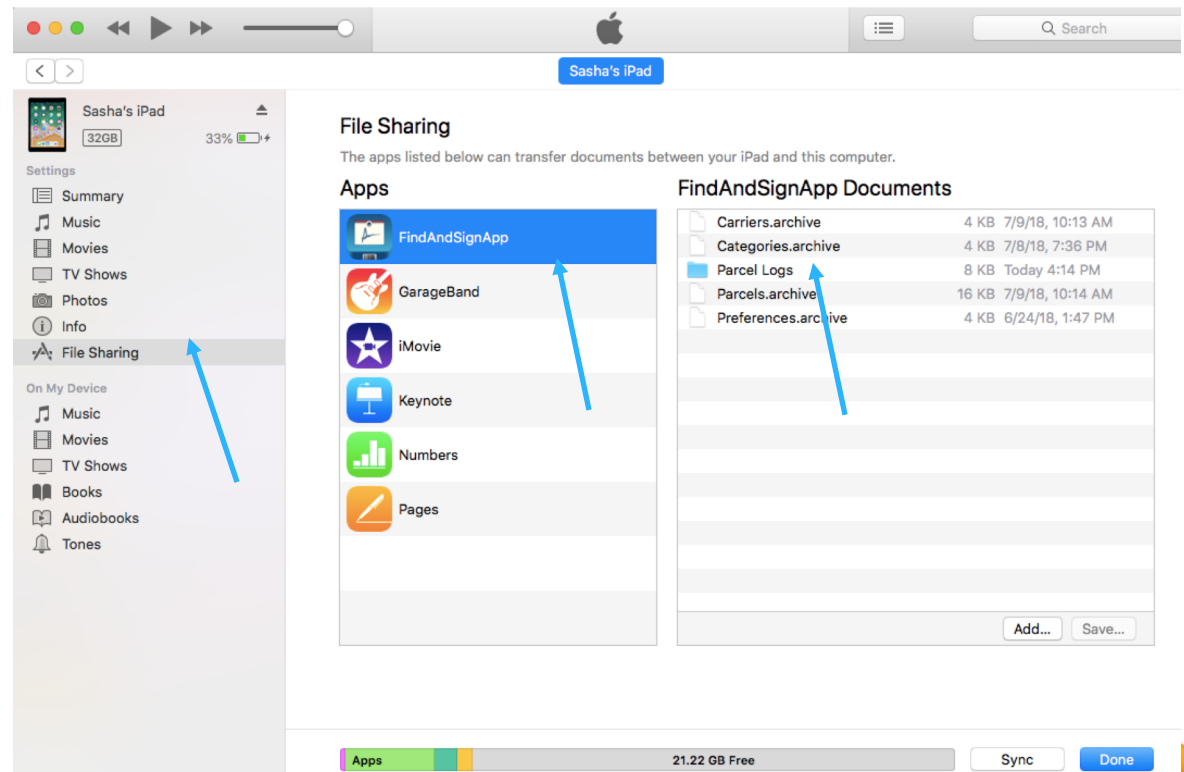 Search
Sasha's iPad
Sasha's iPad
32GB 33%
Settings
Summary
Music
Movies
TV Shows
Photos
Info
File Sharing
On My Device
Music
Movies
TV Shows
Books
Audiobooks
Tones
File Sharing
The apps listed below can transfer documents between your iPad and this computer.
Apps
FindAndSignApp
GarageBand
iMovie
Keynote
Numbers
Pages
FindAndSignApp Documents
Carriers.archive 4 KB 7/9/18, 10:13 AM
Categories.archive 4 KB 7/8/18, 7:36 PM
Parcel Logs 8 KB Today 4:14 PM
Parcels.archive 16 KB 7/9/18, 10:14 AM
Preferences.archive 4 KB 6/24/18, 1:47 PM
Add... Save...
Apps 21.22 GB Free Sync Done